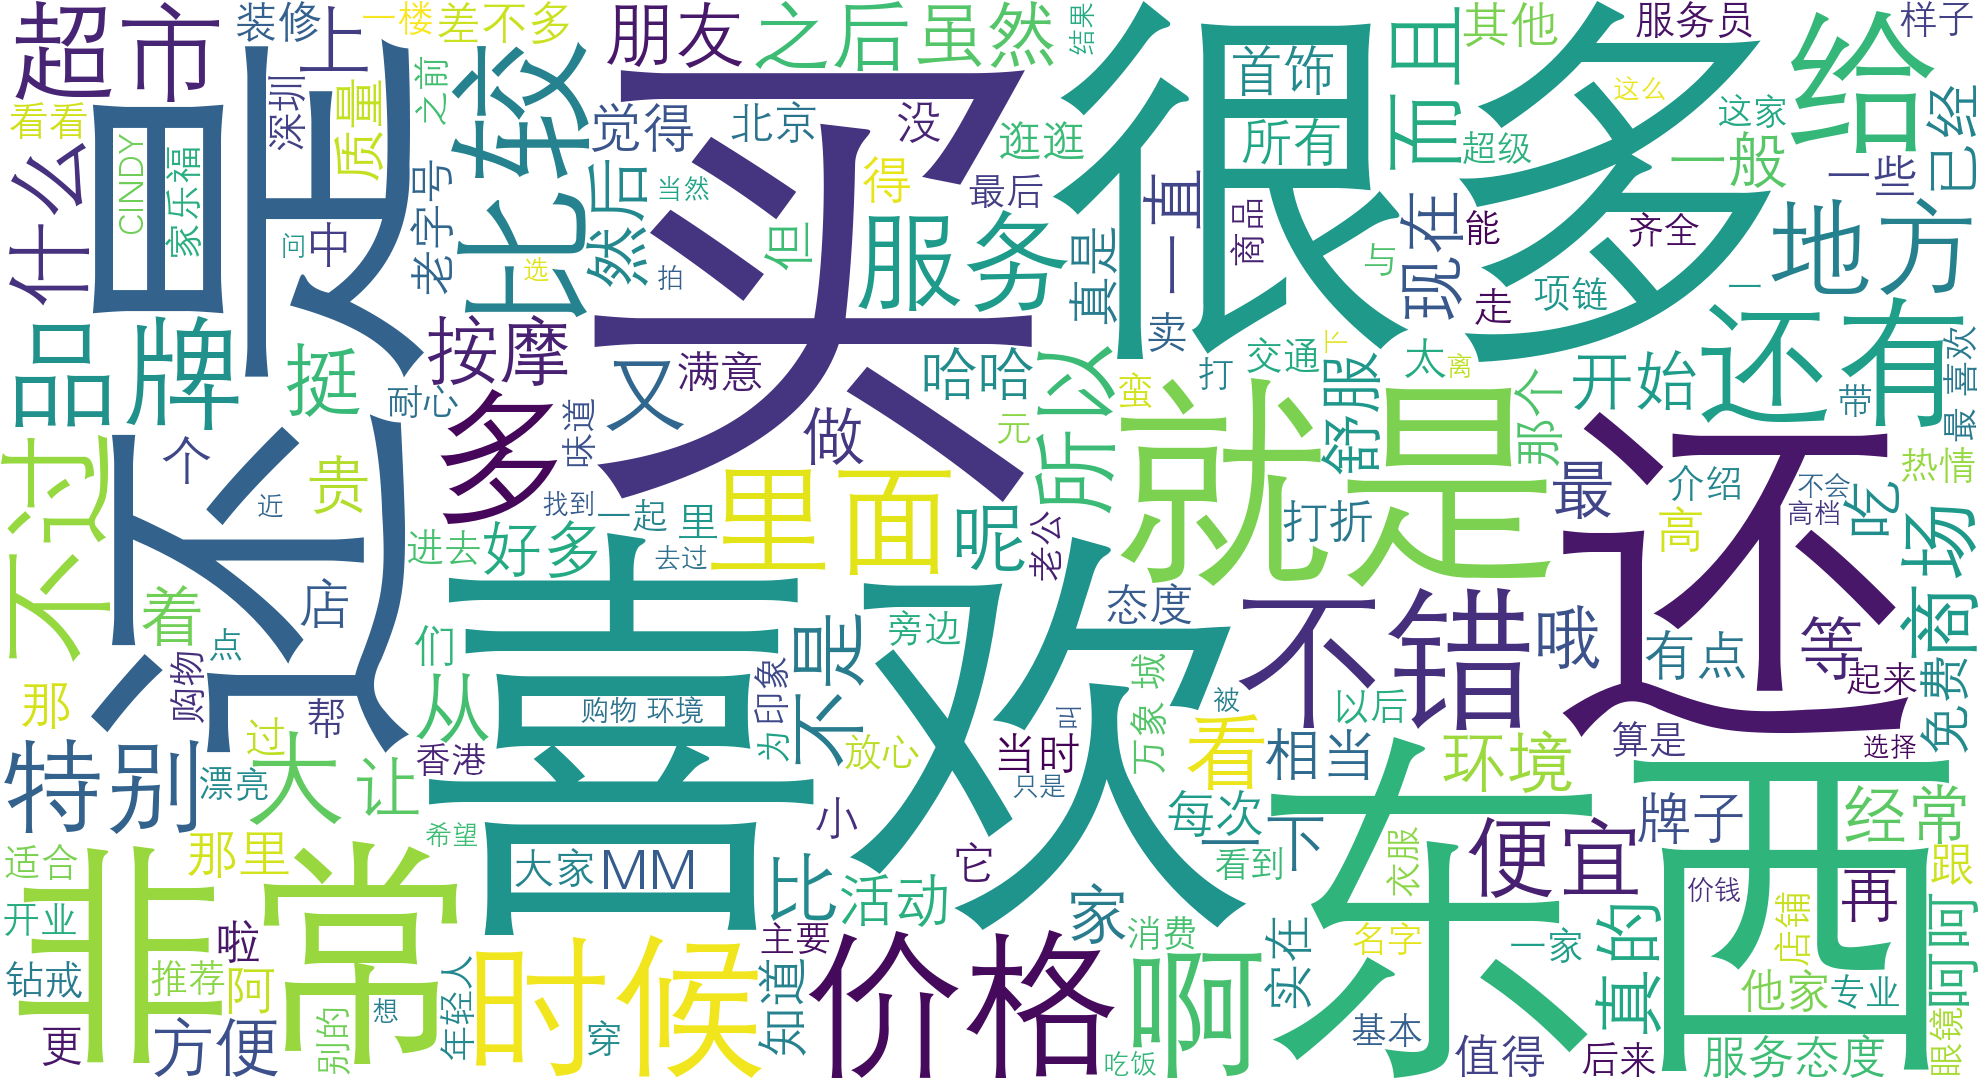 超市
装修
上
一楼
差不多
朋友
之后
虽然
结果
很多
首饰
所有
而且
其他
服务员
给
样子
看看
什么
CINDY
家乐福
是
深圳
质量
之前
比较
觉得
北京
没
买
逛逛
超级
这么
这家
一般
已经
一些
老字号
然后
当然
得
最后
但
服务
一直
商品
真是
现在
能
齐全
地方
问
中
选
拍
与
走
项链
一
卖
品牌
挺
按摩
满意
哈哈
所以
打
交通
下
太
离
开始
还有
最喜欢
耐心
又
味道
做
元
蛮
舒服
那个
带
多
就是
还
最
介绍
不会
高档
热情
吃
不过
个
贵
近
这个
找到
一起
里
里面
呢
老公
打折
高
商场
进去
好多
去过
喜欢
旁边
态度
不错
哦
有点
等
着
点
店
们
不是
印象
为
万象城
被
以后
起来
免费
那
购物
过
帮
从
购物环境
放心
当时
叫
只是
看
相当
环境
算是
选择
特别
漂亮
大
让
香港
希望
小
每次
一下
看到
衣服
东西
牌子
便宜
价钱
经常
适合
那里
非常
大家
MM
比
活动
它
家
再
跟
开业
钻戒
啦
推荐
阿
主要
消费
啊
实在
名字
一家
真的
店铺
他家
专业
阿阿
更
方便
别的
想
年轻人
时候
穿
知道
价格
吃饭
基本
值得
后来
服务态度
眼镜